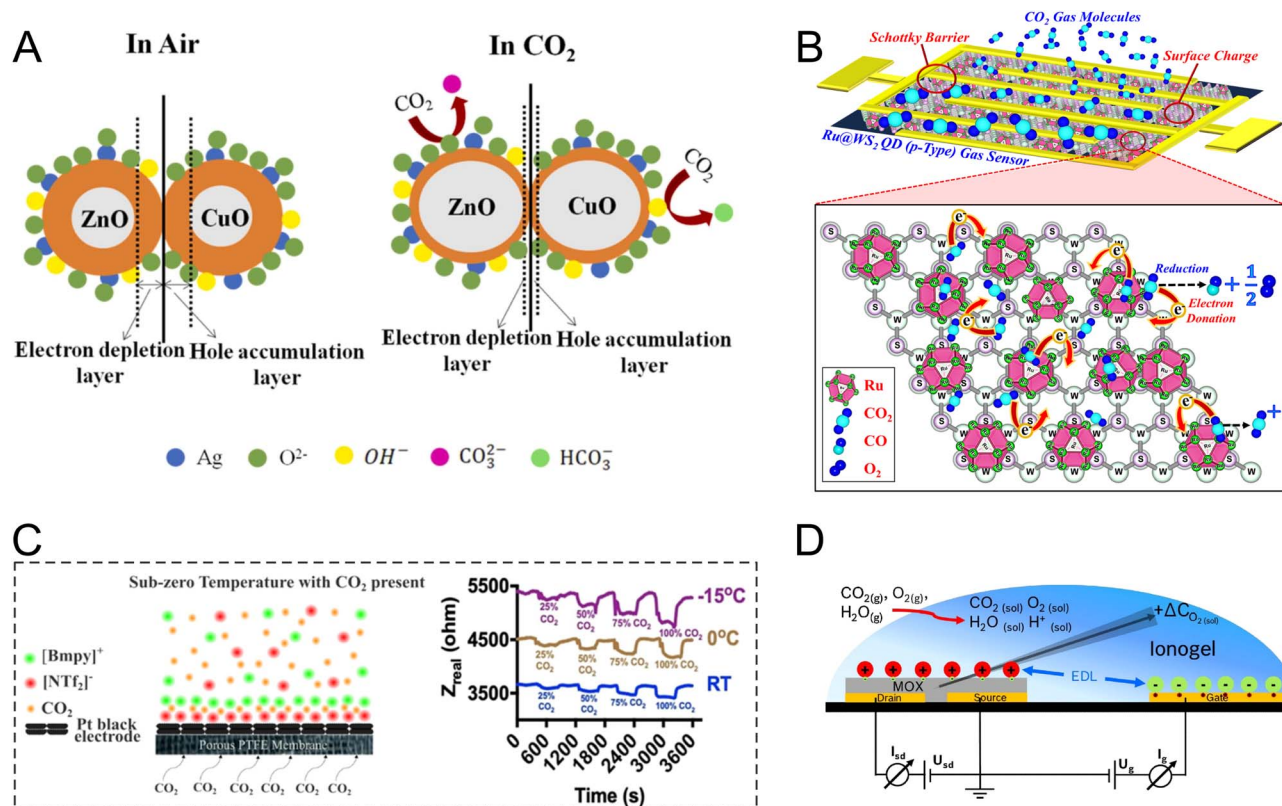 A
In Air
In CO₂
CO₂
CO₂
ZnO
CuO
ZnO
CuO
Electron depletion
layer
Hole accumulation
layer
Electron depletion
layer
Hole accumulation
layer
Ag
O²⁻
OH⁻
CO₃²⁻
HCO₃⁻
B
CO₂ Gas Molecules
Schottky Barrier
Surface Charge
Ru@WS₂ QD (p-Type) Gas Sensor
e⁻
e⁻
e⁻
e⁻
e⁻
e⁻
e⁻
Reduction
+ 1/2
Electron
Donation
+
S
W
Ru
Ru
CO₂
CO
O₂
C
Sub-zero Temperature with CO₂ present
[Bmpy]⁺
[NTf₂]⁻
CO₂
Pt black
electrode
Porous PTFE Membrane
CO₂ CO₂ CO₂ CO₂ CO₂ CO₂
Zreal (ohm)
5500
4500
3500
-15°C
25%
CO₂
50%
CO₂
75%
CO₂
100% CO₂
0°C
25%
CO₂
50%
CO₂
75% CO₂
100% CO₂
RT
25%
CO₂
50%
CO₂
75%
CO₂
100% CO₂
0 600 1200 1800 2400 3000 3600
Time (s)
D
CO₂(g), O₂(g),
H₂O(g)
CO₂ (sol) O₂ (sol)
H₂O (sol) H⁺ (sol)
+ΔC O₂ (sol)
Ionogel
+ + + + + +
MOX
EDL
- - - - -
Drain
Source
Gate
Isd
Usd
Ug
Ig